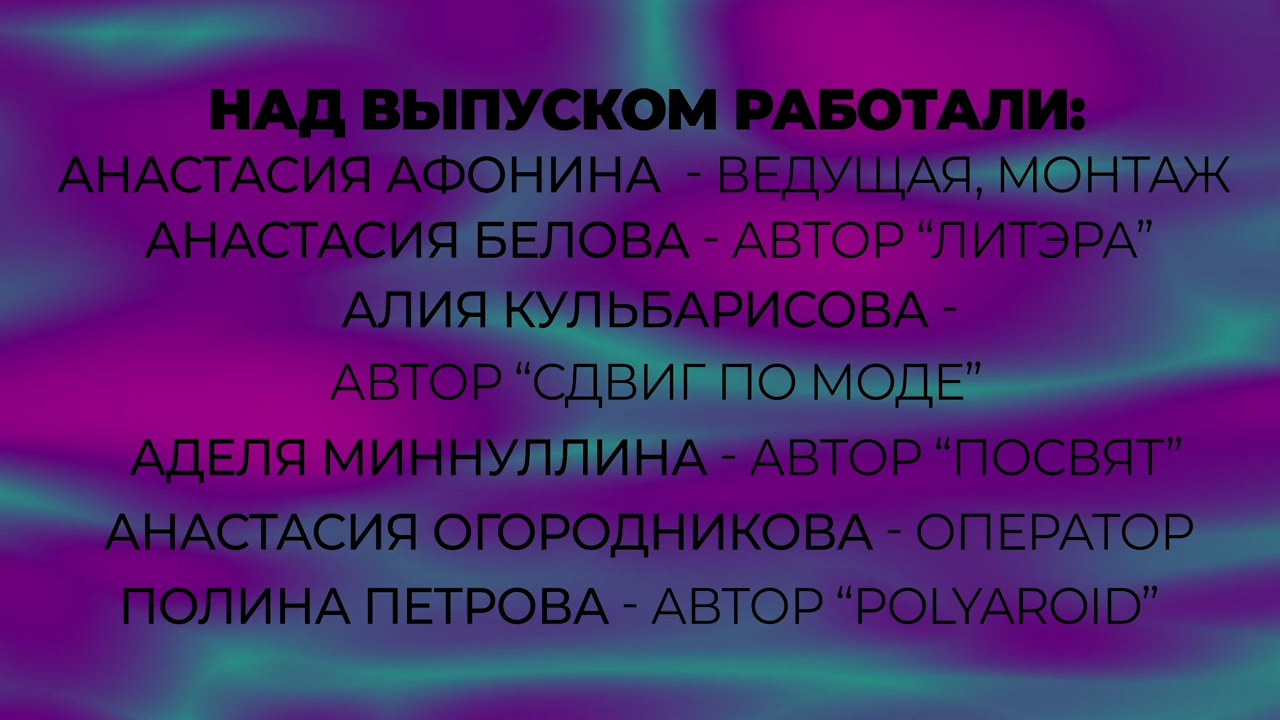 НАД ВЫПУСКОМ РАБОТАЛИ:
АНАСТАСИЯ АФОНИНА - ВЕДУЩАЯ, МОНТАЖ
АНАСТАСИЯ БЕЛОВА - АВТОР “ЛИТЭРА”
АЛИЯ КУЛЬБАРИСОВА -
АВТОР “СДВИГ ПО МОДЕ”
АДЕЛЯ МИННУЛЛИНА - АВТОР “ПОСВЯТ”
АНАСТАСИЯ ОГОРОДНИКОВА - ОПЕРАТОР
ПОЛИНА ПЕТРОВА - АВТОР “POLYAROID”